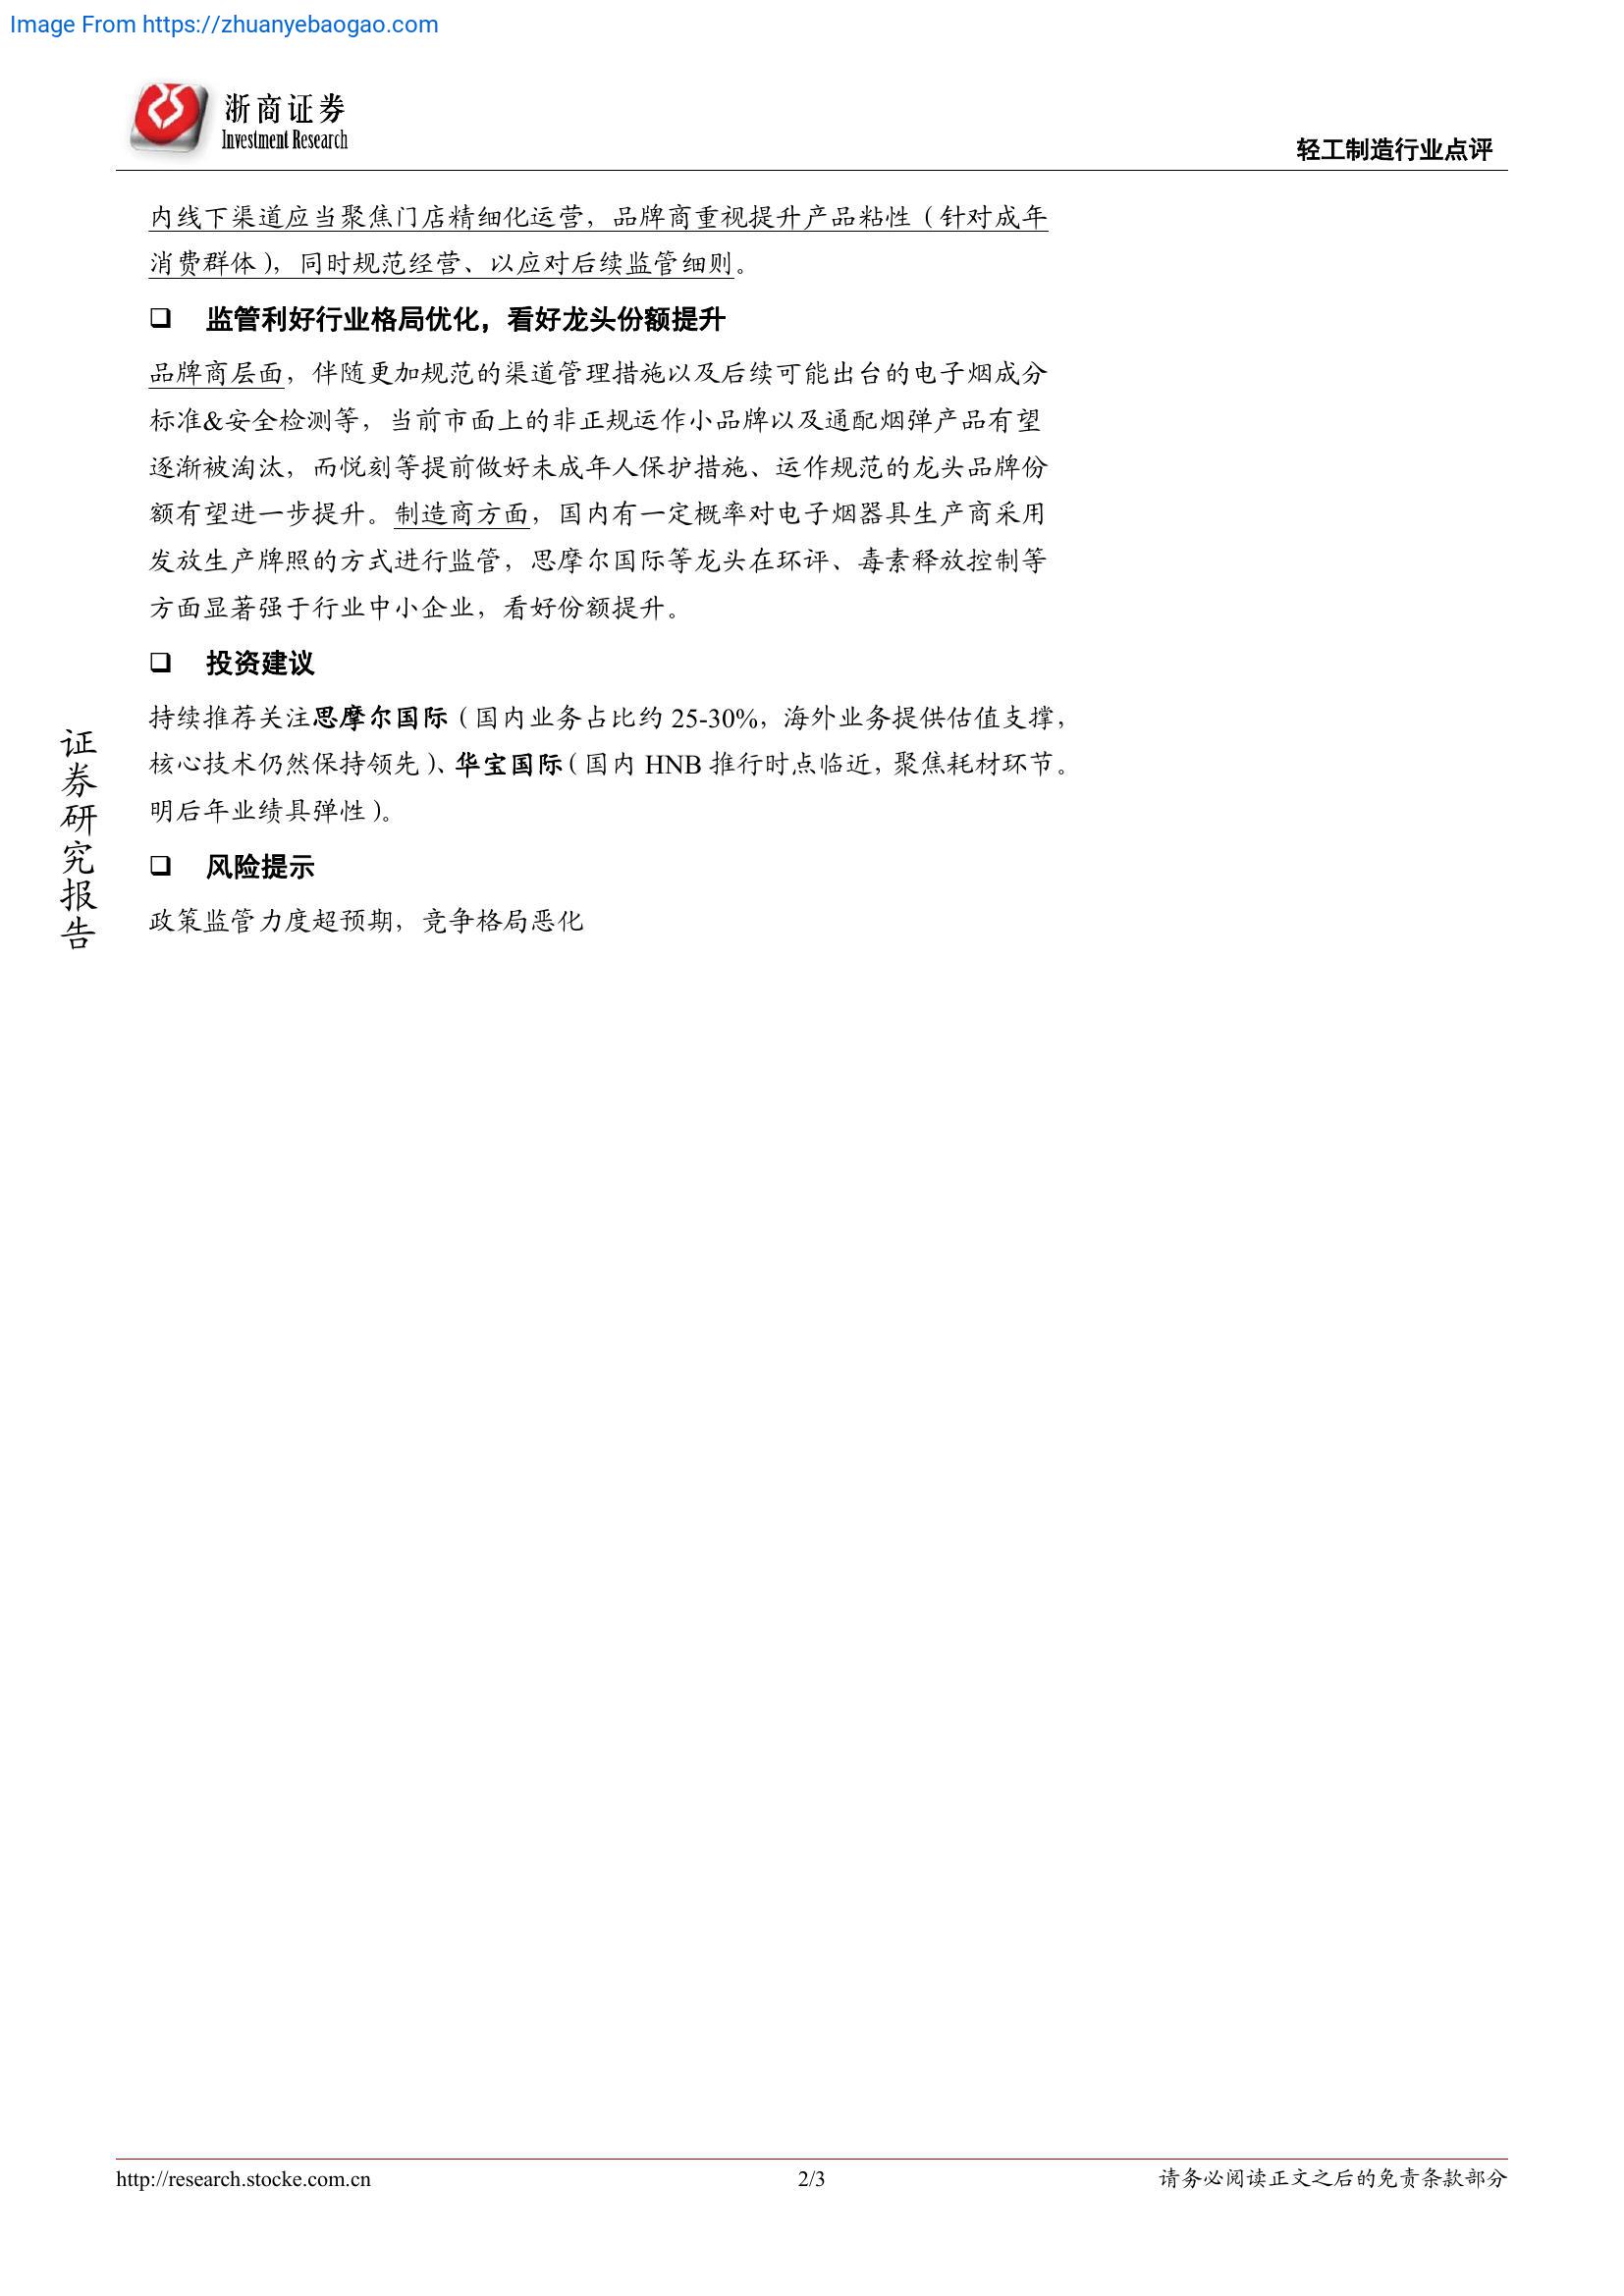 Image From https://zhuanyebaogao.com
浙商证券
Investment Research
轻工制造行业点评
内线下渠道应当聚焦门店精细化运营，品牌商重视提升产品粘性（针对成年
消费群体），同时规范经营、以应对后续监管细则。
❑ 监管利好行业格局优化，看好龙头份额提升
品牌商层面，伴随更加规范的渠道管理措施以及后续可能出台的电子烟成分
标准&安全检测等，当前市面上的非正规运作小品牌以及通配烟弹产品有望
逐渐被淘汰，而悦刻等提前做好未成年人保护措施、运作规范的龙头品牌份
额有望进一步提升。制造商方面，国内有一定概率对电子烟器具生产商采用
发放生产牌照的方式进行监管，思摩尔国际等龙头在环评、毒素释放控制等
方面显著强于行业中小企业，看好份额提升。
❑ 投资建议
持续推荐关注思摩尔国际（国内业务占比约 25-30%，海外业务提供估值支撑，
核心技术仍然保持领先）、华宝国际（国内 HNB 推行时点临近，聚焦耗材环节。
明后年业绩具弹性）。
❑ 风险提示
政策监管力度超预期，竞争格局恶化
证券研究报告
http://research.stocke.com.cn
2/3
请务必阅读正文之后的免责条款部分